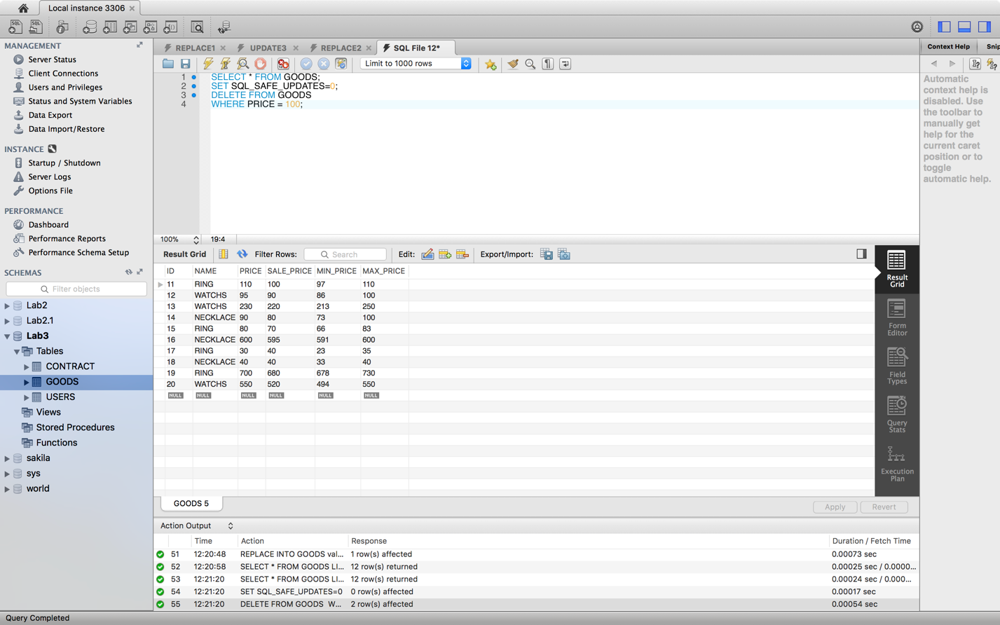 Local instance 3306
MANAGEMENT
Server Status
Client Connections
Users and Privileges
Status and System Variables
Data Export
Data Import/Restore
INSTANCE
Startup / Shutdown
Server Logs
Options File
PERFORMANCE
Dashboard
Performance Reports
Performance Schema Setup
SCHEMAS
Filter objects
Lab2
Lab2.1
Lab3
Tables
CONTRACT
GOODS
USERS
Views
Stored Procedures
Functions
sakila
sys
world
REPLACE1 UPDATE3 REPLACE2 SQL File 12*
Limit to 1000 rows
1 SELECT * FROM GOODS;
2 SET SQL_SAFE_UPDATES=0;
3 DELETE FROM GOODS
4 WHERE PRICE = 100;
100% 19:4
Result Grid Filter Rows: Search Edit: Export/Import:
ID NAME PRICE SALE_PRICE MIN_PRICE MAX_PRICE
11 RING 110 100 97 110
12 WATCHS 95 90 86 100
13 WATCHS 230 220 213 250
14 NECKLACE 90 80 73 100
15 RING 80 70 66 83
16 NECKLACE 600 595 591 600
17 RING 30 40 23 35
18 NECKLACE 40 40 33 40
19 RING 700 680 678 730
20 WATCHS 550 520 494 550
NULL NULL NULL NULL NULL NULL
Result
Grid
Form
Editor
Field
Types
Query
Stats
Execution
Plan
GOODS 5
Apply Revert
Action Output
Time Action Response Duration / Fetch Time
51 12:20:48 REPLACE INTO GOODS val... 1 row(s) affected 0.00073 sec
52 12:20:58 SELECT * FROM GOODS LI... 12 row(s) returned 0.00025 sec / 0.0000...
53 12:21:20 SELECT * FROM GOODS LI... 12 row(s) returned 0.00024 sec / 0.000...
54 12:21:20 SET SQL_SAFE_UPDATES=0 0 row(s) affected 0.00017 sec
55 12:21:20 DELETE FROM GOODS W... 2 row(s) affected 0.00054 sec
Context Help Snip
Automatic
context help is
disabled. Use
the toolbar to
manually get
help for the
current caret
position or to
toggle
automatic help.
Query Completed